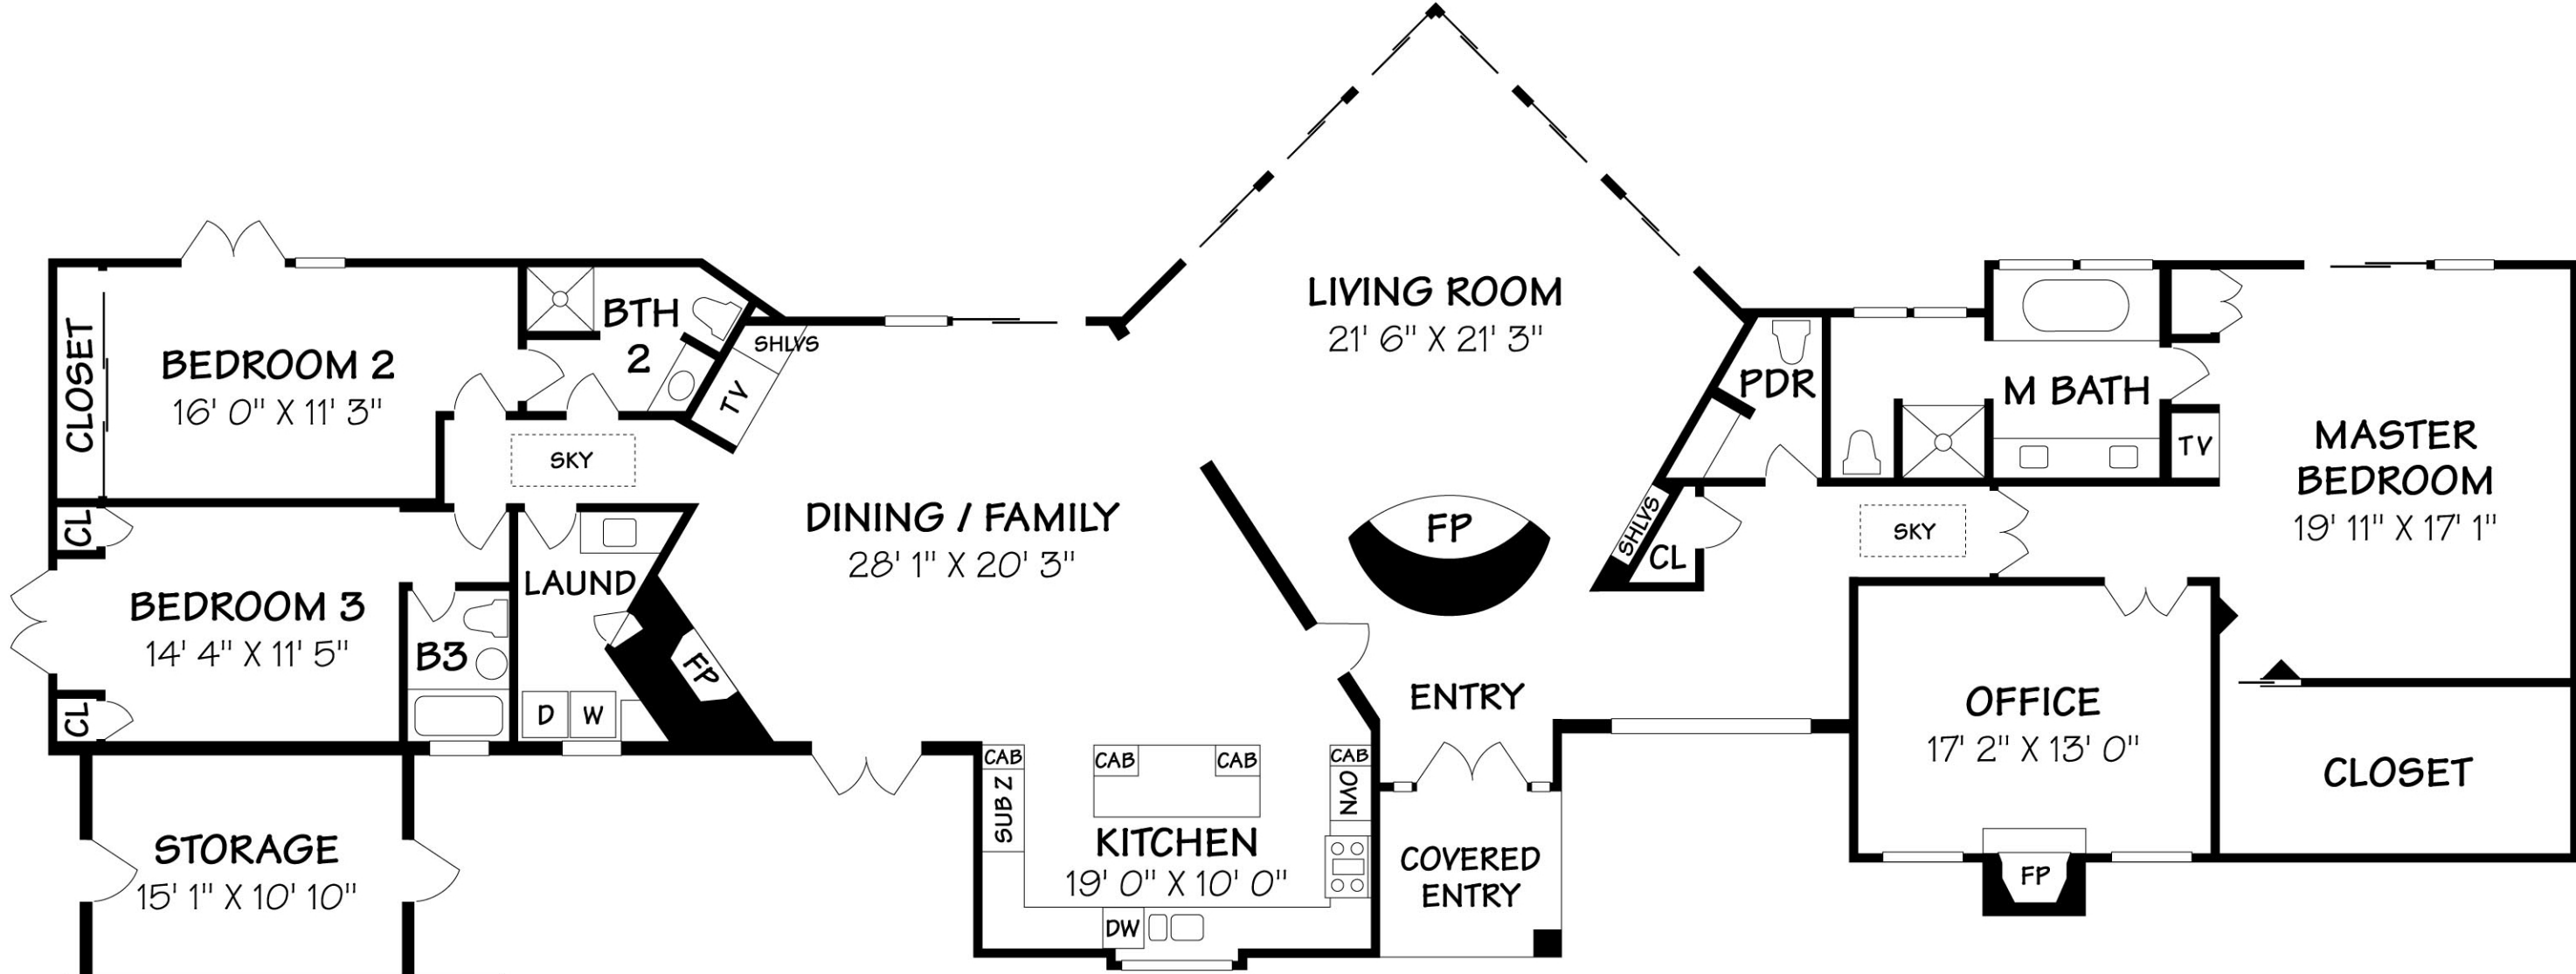 CLOSET
BEDROOM 2
16' 0" X 11' 3"
BTH
2
SHLVS
TV
SKY
CL
BEDROOM 3
14' 4" X 11' 5"
CL
B3
LAUND
D
W
FP
DINING / FAMILY
28' 1" X 20' 3"
LIVING ROOM
21' 6" X 21' 3"
FP
SHLVS
CL
PDR
M BATH
TV
SKY
MASTER
BEDROOM
19' 11" X 17' 1"
ENTRY
OFFICE
17' 2" X 13' 0"
FP
CLOSET
STORAGE
15' 1" X 10' 10"
CAB
SUB Z
CAB
CAB
CAB
OVN
KITCHEN
19' 0" X 10' 0"
DW
COVERED
ENTRY